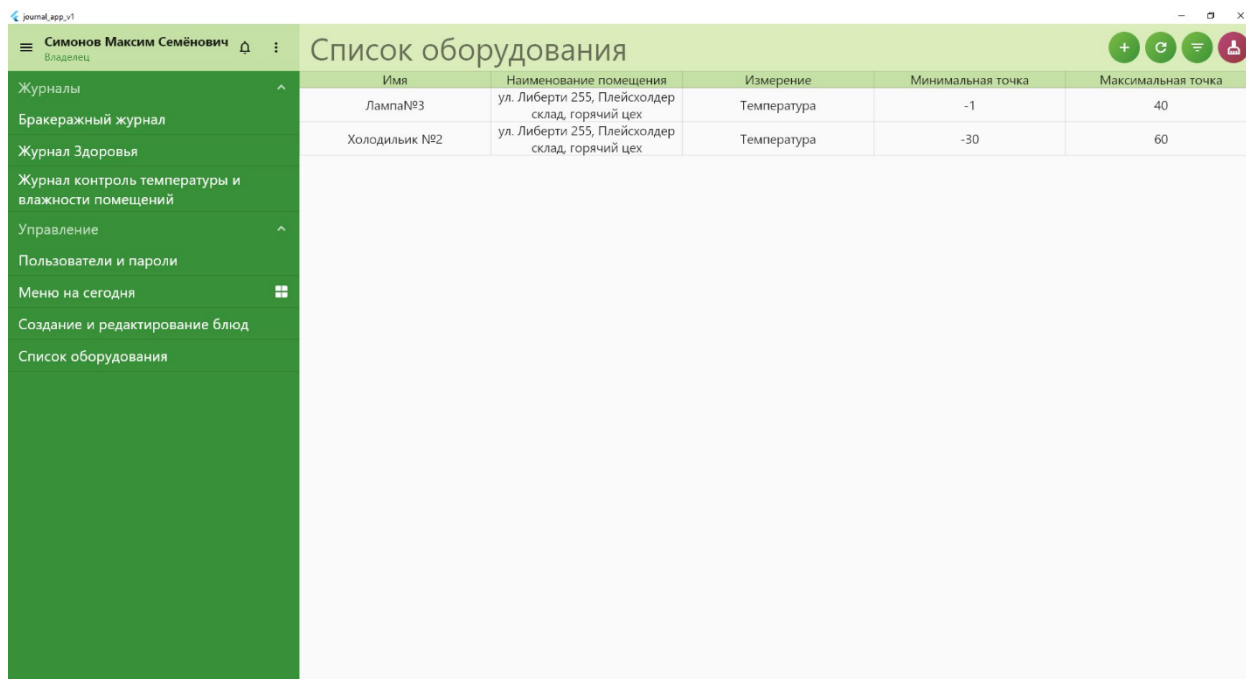 journal_app_v1
Симонов Максим Семёнович
Владелец
Журналы
Бракеражный журнал
Журнал Здоровья
Журнал контроль температуры и
влажности помещений
Управление
Пользователи и пароли
Меню на сегодня
Создание и редактирование блюд
Список оборудования
Список оборудования
Имя Наименование помещения Измерение Минимальная точка Максимальная точка
Лампа№3 ул. Либерти 255, Плейсхолдер Температура -1 40
склад, горячий цех
Холодильик №2 ул. Либерти 255, Плейсхолдер Температура -30 60
склад, горячий цех